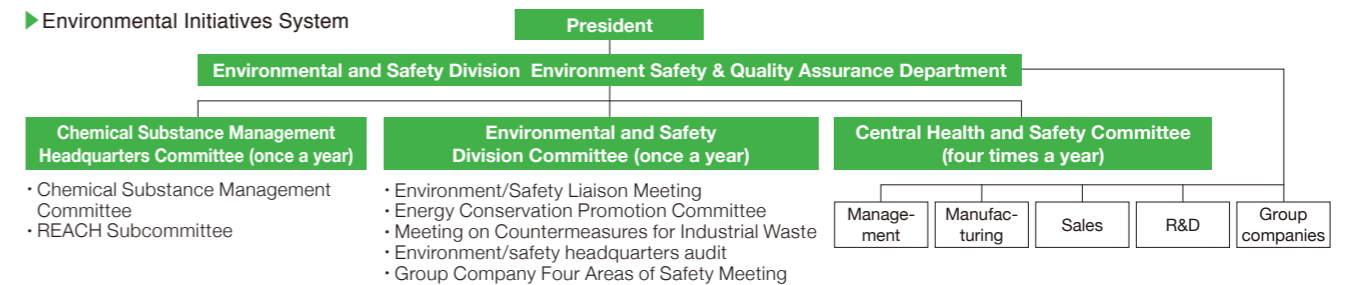 Environmental Initiatives System
President
Environmental and Safety Division Environment Safety & Quality Assurance Department
Chemical Substance Management
Headquarters Committee (once a year)
・Chemical Substance Management
Committee
・REACH Subcommittee
Environmental and Safety
Division Committee (once a year)
・Environment/Safety Liaison Meeting
・Energy Conservation Promotion Committee
・Meeting on Countermeasures for Industrial Waste
・Environment/safety headquarters audit
・Group Company Four Areas of Safety Meeting
Central Health and Safety Committee
(four times a year)
Manage-
ment
Manufac-
turing
Sales
R&D
Group
companies